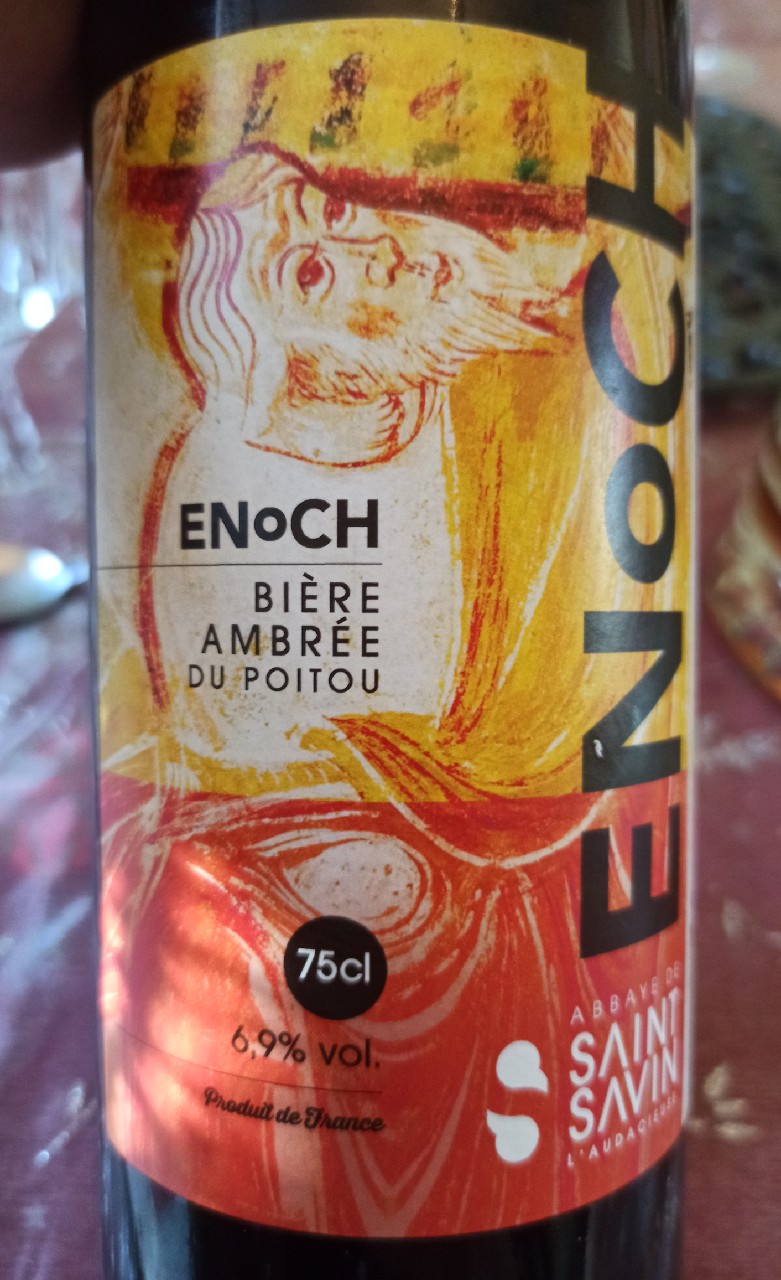 ENoCH
BIÈRE
AMBRÉE
DU POITOU
75cl
6,9% vol.
Produit de France
ENoCH
ABBAYE DE
SAINT
SAVIN
L'AUDACIEUSE